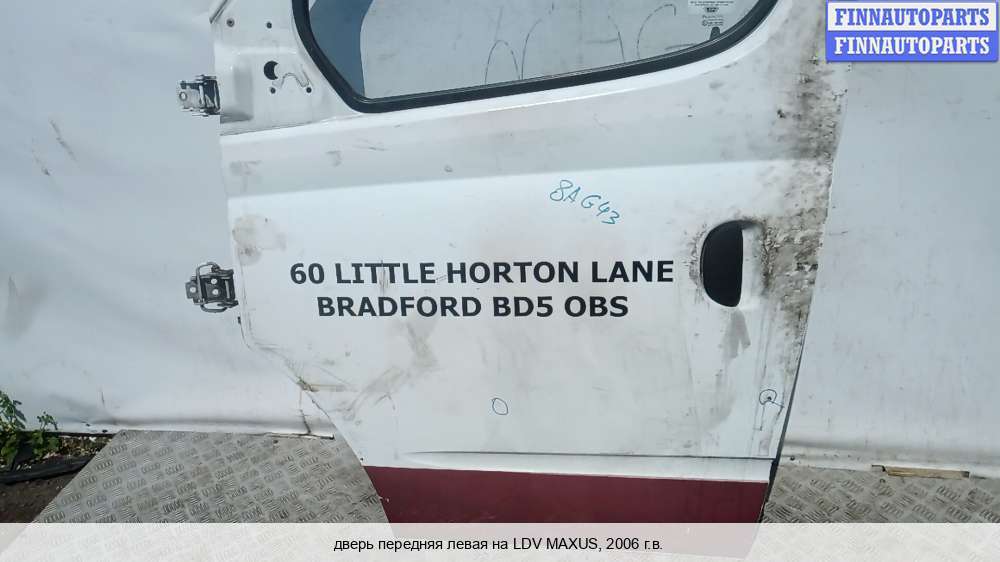 FINNAUTOPARTS
FINNAUTOPARTS
8AG43
60 LITTLE HORTON LANE
BRADFORD BD5 OBS
дверь передняя левая на LDV MAXUS, 2006 г.в.